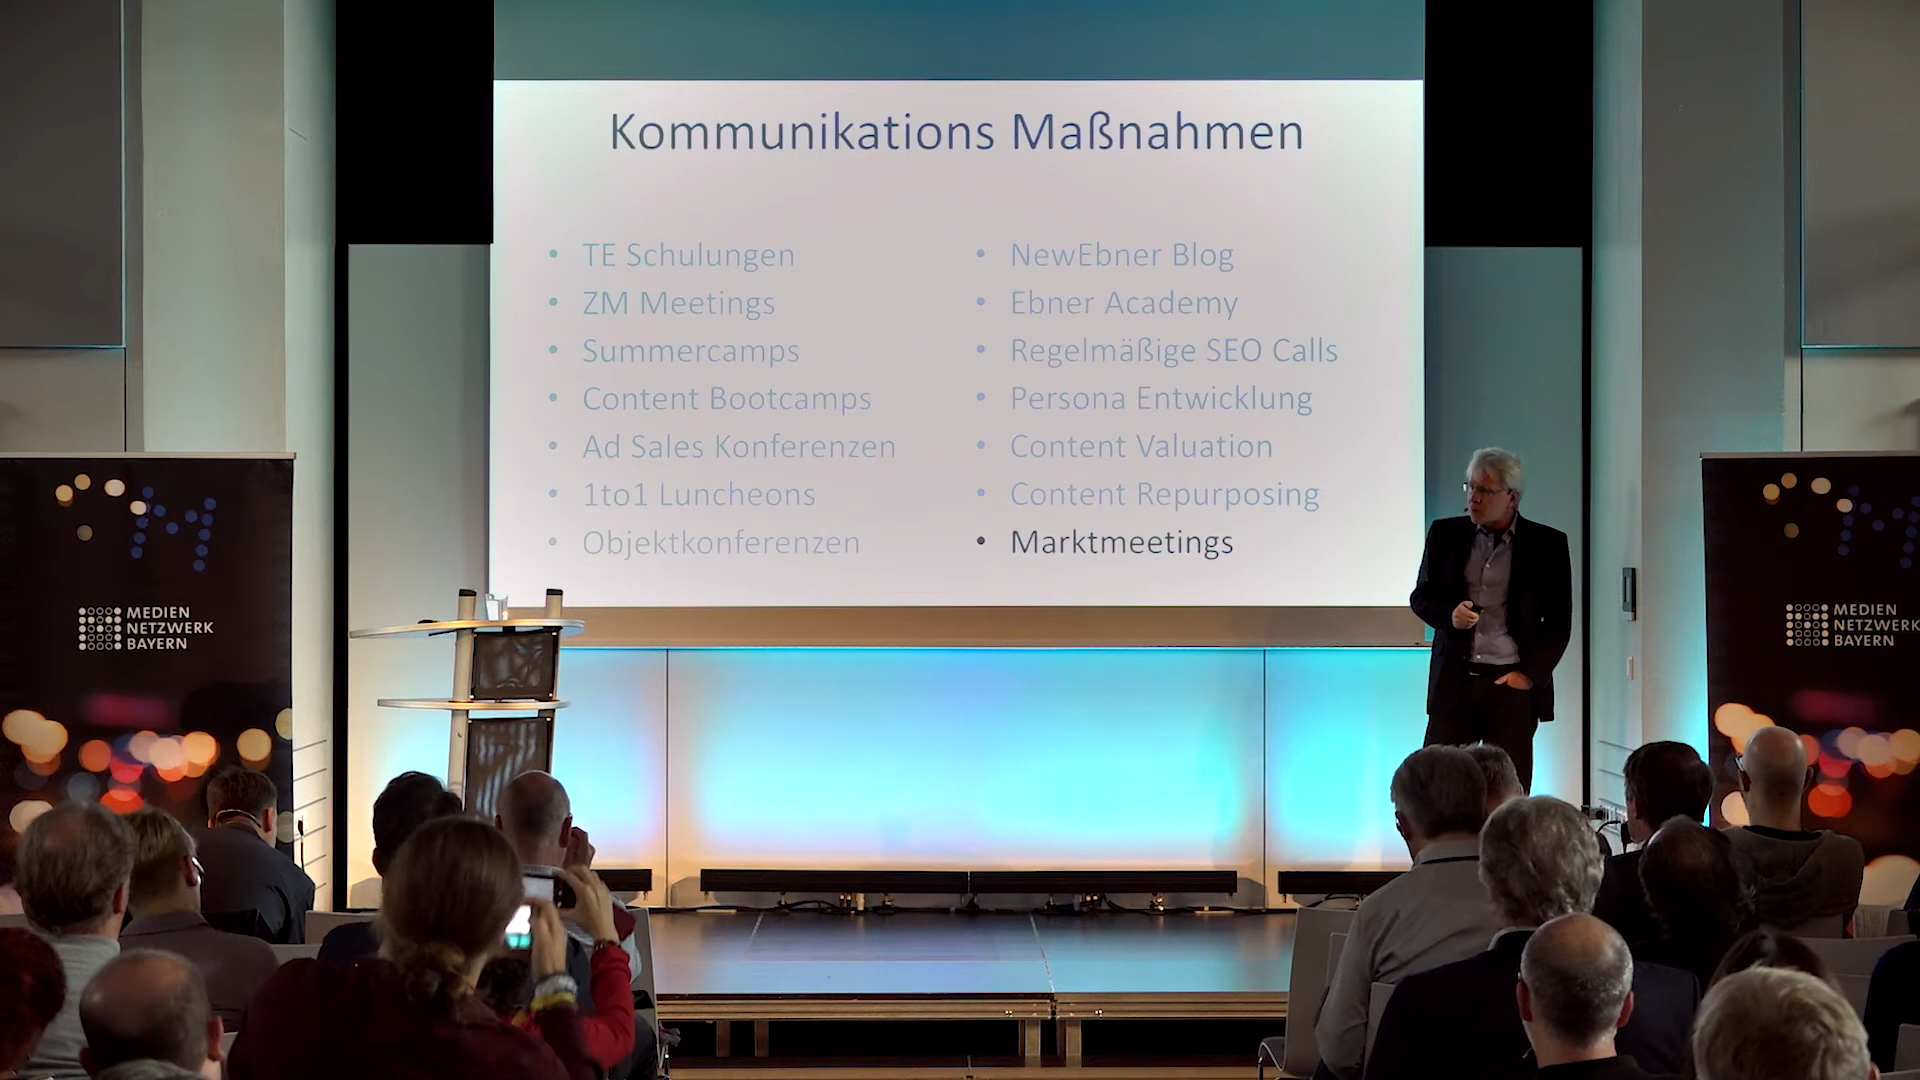 Kommunikations Maßnahmen
• TE Schulungen
• ZM Meetings
• Summercamps
• Content Bootcamps
• Ad Sales Konferenzen
• 1to1 Luncheons
• Objektkonferenzen
• NewEbner Blog
• Ebner Academy
• Regelmäßige SEO Calls
• Persona Entwicklung
• Content Valuation
• Content Repurposing
• Marktmeetings
MEDIEN
NETZWERK
BAYERN
MEDIEN
NETZWERK
BAYERN